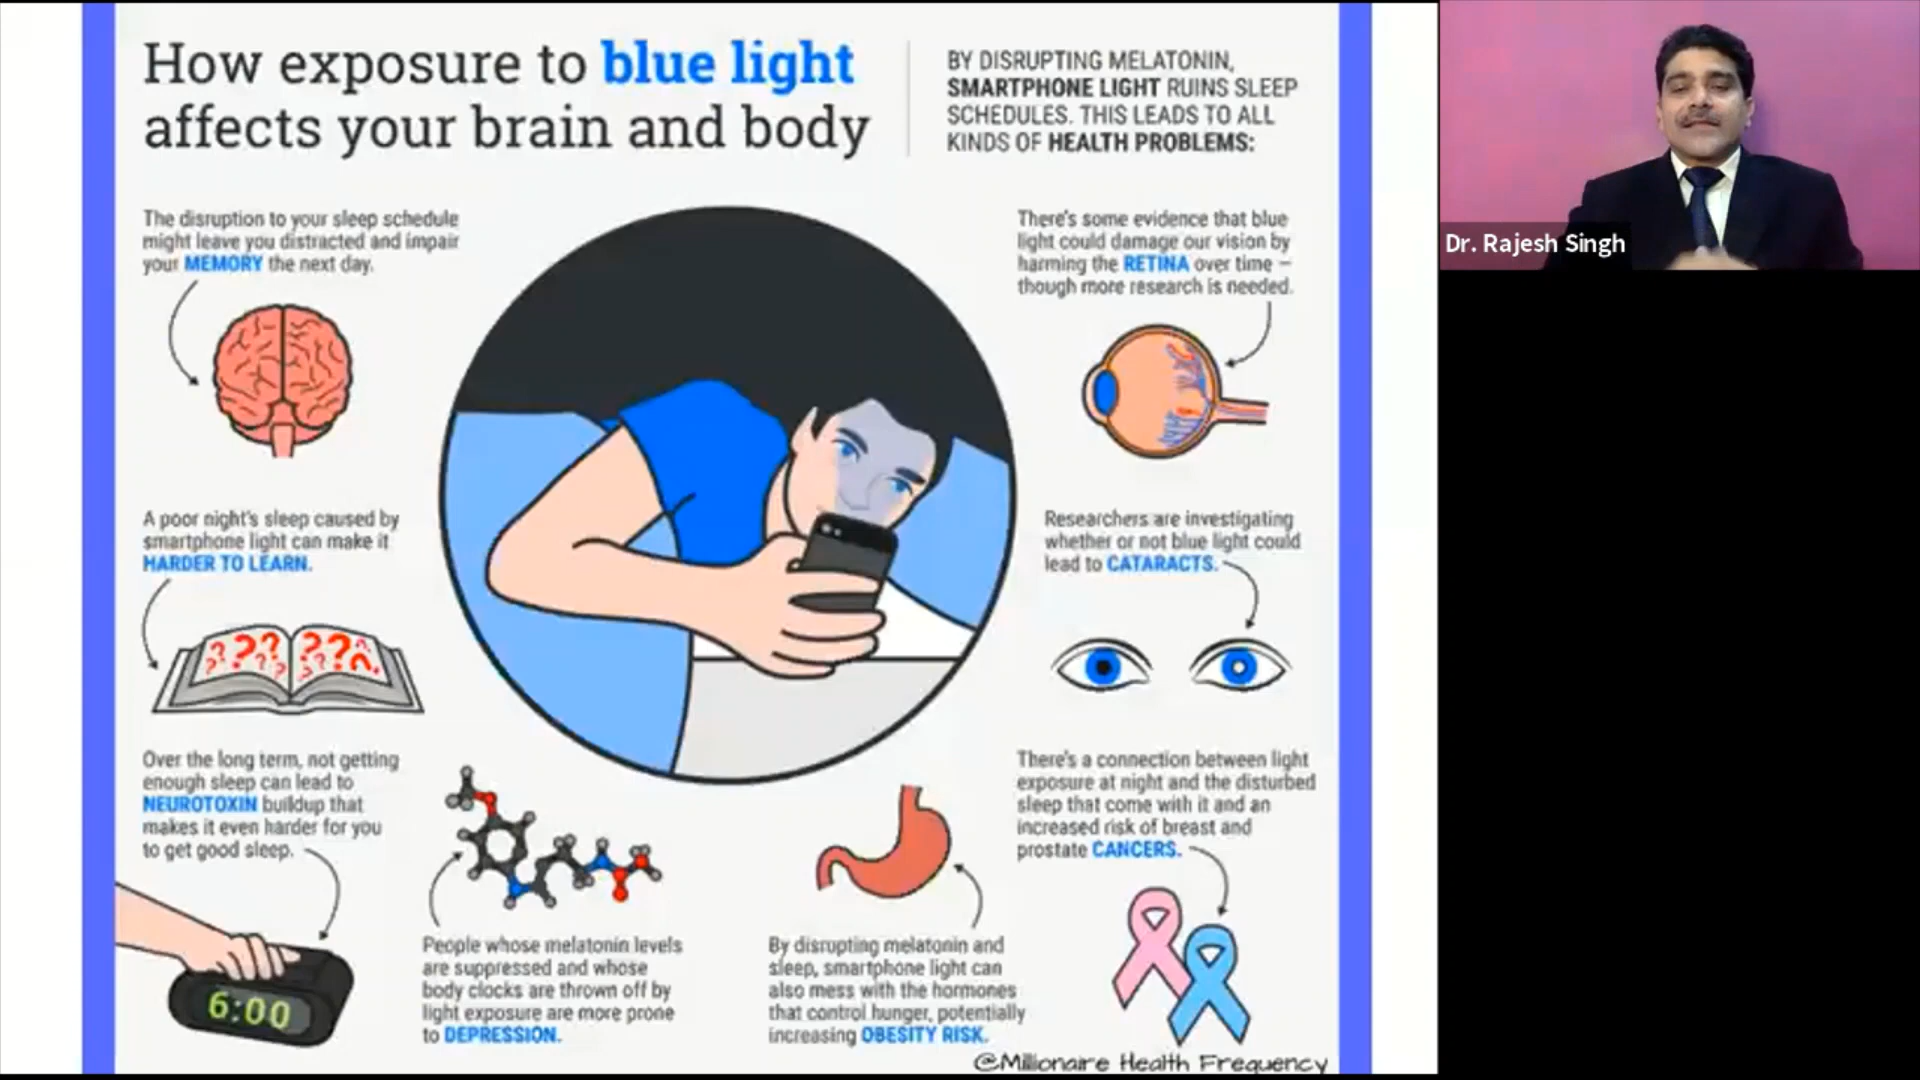 How exposure to blue light
affects your brain and body
BY DISRUPTING MELATONIN,
SMARTPHONE LIGHT RUINS SLEEP
SCHEDULES. THIS LEADS TO ALL
KINDS OF HEALTH PROBLEMS:
Dr. Rajesh Singh
The disruption to your sleep schedule
might leave you distracted and impair
your MEMORY the next day.
There's some evidence that blue
light could damage our vision by
harming the RETINA over time –
though more research is needed.
A poor night's sleep caused by
smartphone light can make it
HARDER TO LEARN.
Researchers are investigating
whether or not blue light could
lead to CATARACTS.
Over the long term, not getting
enough sleep can lead to
NEUROTOXIN buildup that
makes it even harder for you
to get good sleep.
There's a connection between light
exposure at night and the disturbed
sleep that come with it and an
increased risk of breast and
prostate CANCERS.
6:00
People whose melatonin levels
are suppressed and whose
body clocks are thrown off by
light exposure are more prone
to DEPRESSION.
By disrupting melatonin and
sleep, smartphone light can
also mess with the hormones
that control hunger, potentially
increasing OBESITY RISK.
@Millionaire Health Frequency